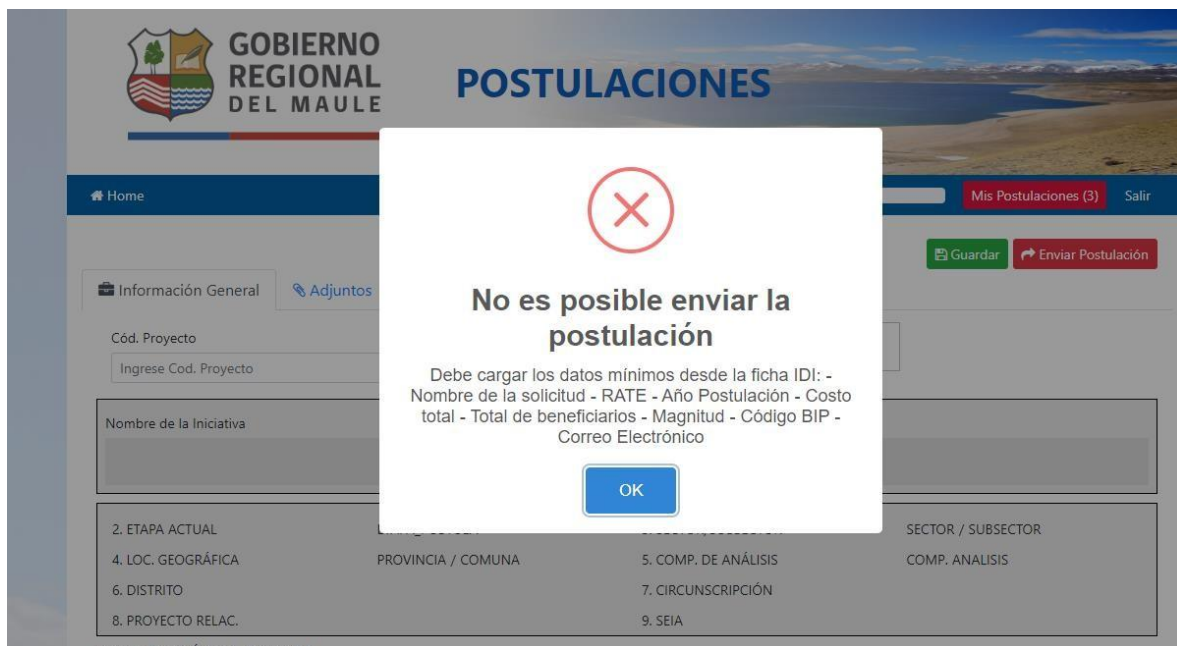 GOBIERNO
REGIONAL
DEL MAULE
POSTULACIONES
Home
Mis Postulaciones (3)
Salir
Guardar
Enviar Postulación
Información General
Adjuntos
Cód. Proyecto
Ingrese Cod. Proyecto
No es posible enviar la
postulación
Debe cargar los datos mínimos desde la ficha IDI: -
Nombre de la solicitud - RATE - Año Postulación - Costo
total - Total de beneficiarios - Magnitud - Código BIP -
Correo Electrónico
OK
Nombre de la Iniciativa
2. ETAPA ACTUAL
SECTOR / SUBSECTOR
4. LOC. GEOGRÁFICA
PROVINCIA / COMUNA
5. COMP. DE ANÁLISIS
COMP. ANALISIS
6. DISTRITO
7. CIRCUNSCRIPCIÓN
8. PROYECTO RELAC.
9. SEIA